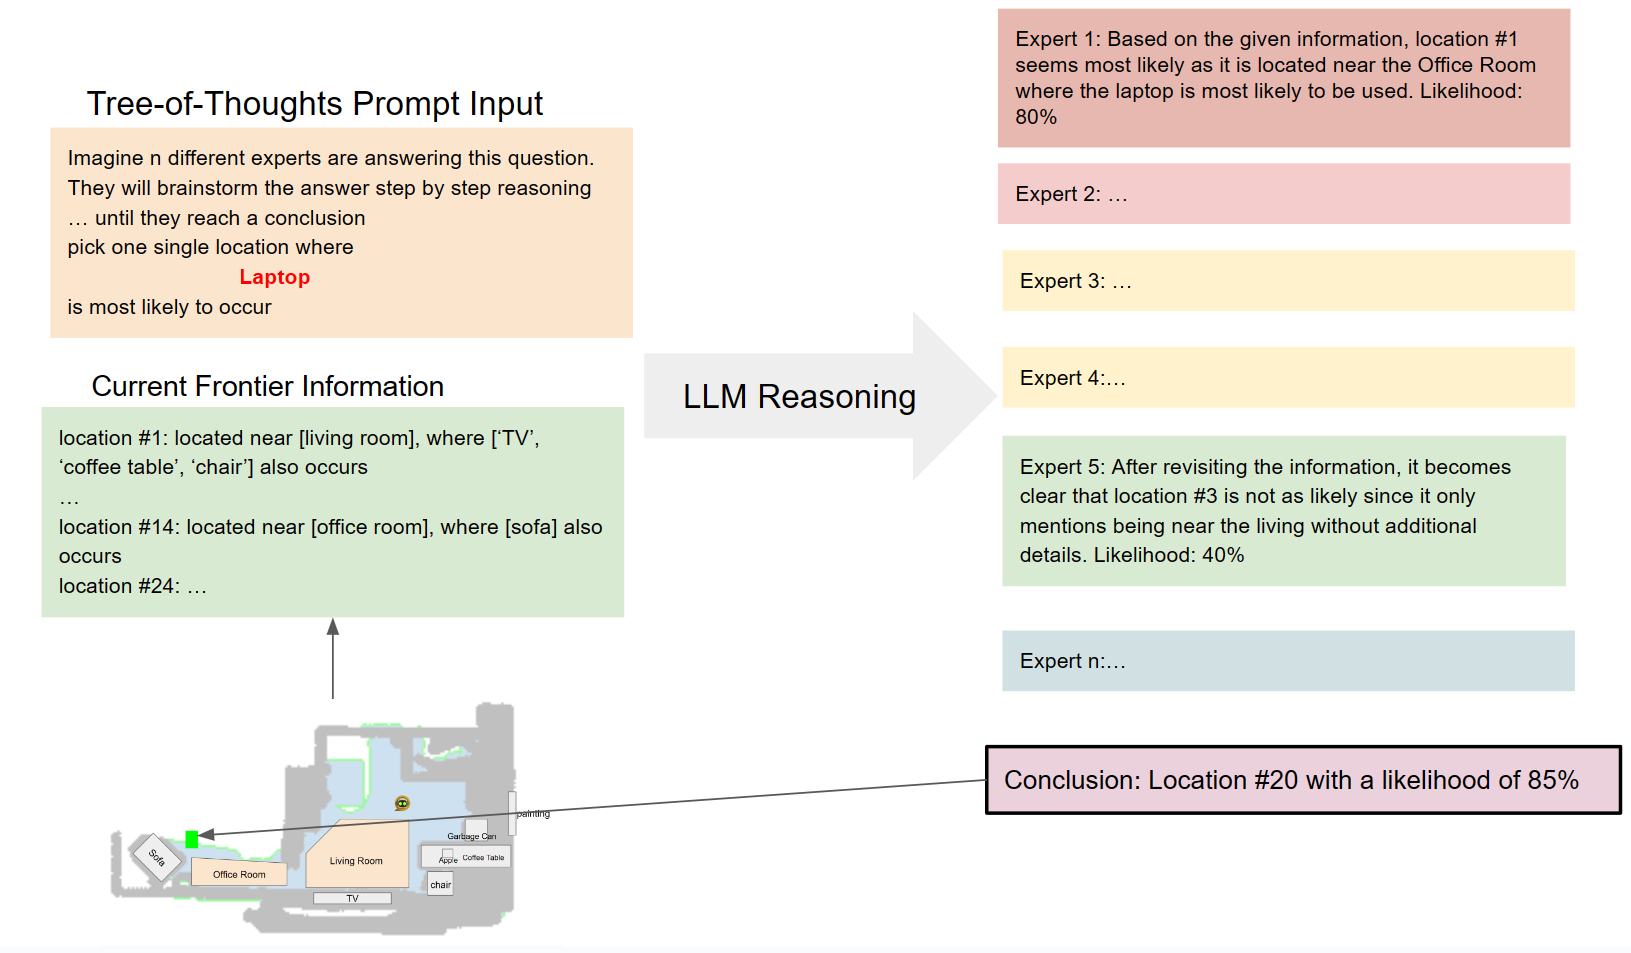 Tree-of-Thoughts Prompt Input
Imagine n different experts are answering this question.
They will brainstorm the answer step by step reasoning
… until they reach a conclusion
pick one single location where
Laptop
is most likely to occur
Current Frontier Information
location #1: located near [living room], where [‘TV’,
‘coffee table’, ‘chair’] also occurs
…
location #14: located near [office room], where [sofa] also
occurs
location #24: …
LLM Reasoning
Expert 1: Based on the given information, location #1
seems most likely as it is located near the Office Room
where the laptop is most likely to be used. Likelihood:
80%
Expert 2: …
Expert 3: …
Expert 4:…
Expert 5: After revisiting the information, it becomes
clear that location #3 is not as likely since it only
mentions being near the living without additional
details. Likelihood: 40%
Expert n:…
Conclusion: Location #20 with a likelihood of 85%
painting
Garbage Can
Sofa
Living Room
Apple
Coffee Table
Office Room
chair
TV